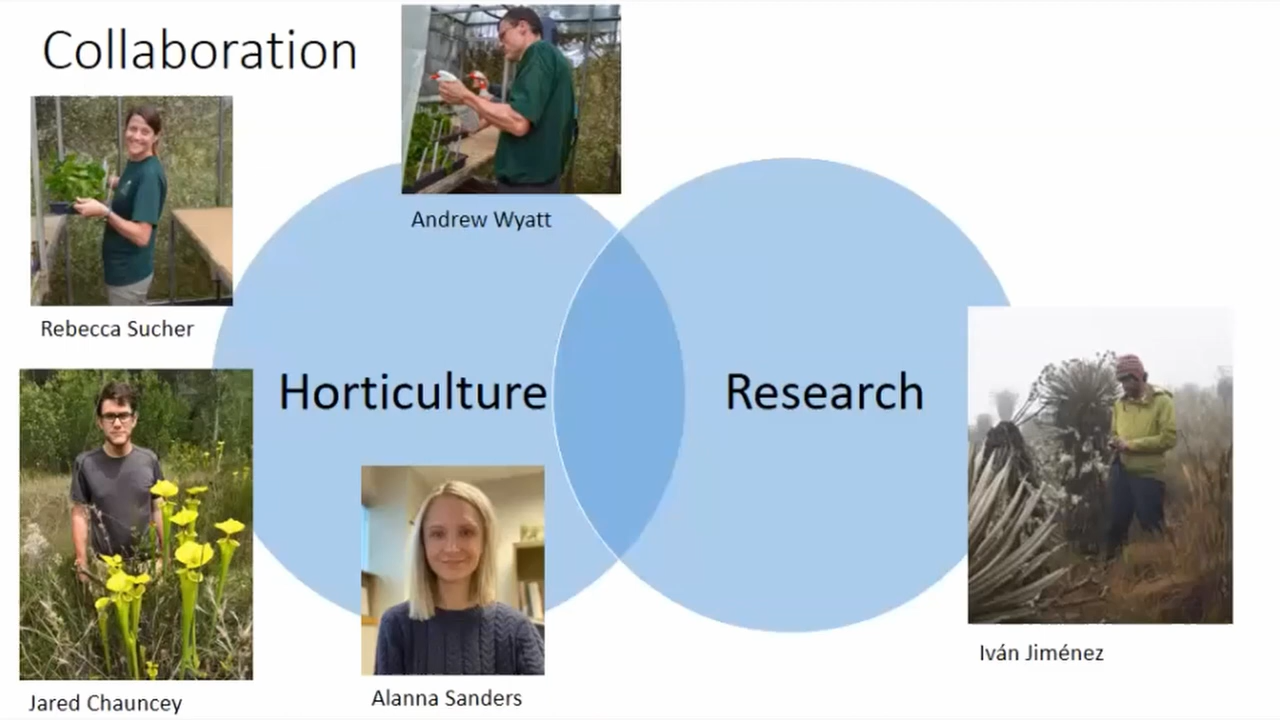 Collaboration
Andrew Wyatt
Rebecca Sucher
Horticulture
Research
Iván Jiménez
Jared Chauncey
Alanna Sanders